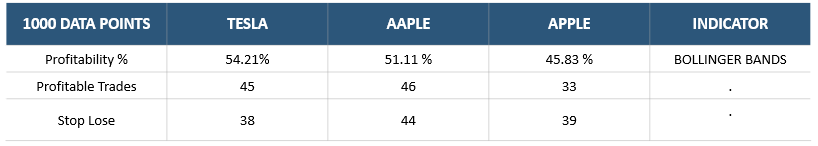 1000 DATA POINTS TESLA AAPLE APPLE INDICATOR
Profitability % 54.21% 51.11 % 45.83 % BOLLINGER BANDS
Profitable Trades 45 46 33 .
Stop Lose 38 44 39 .